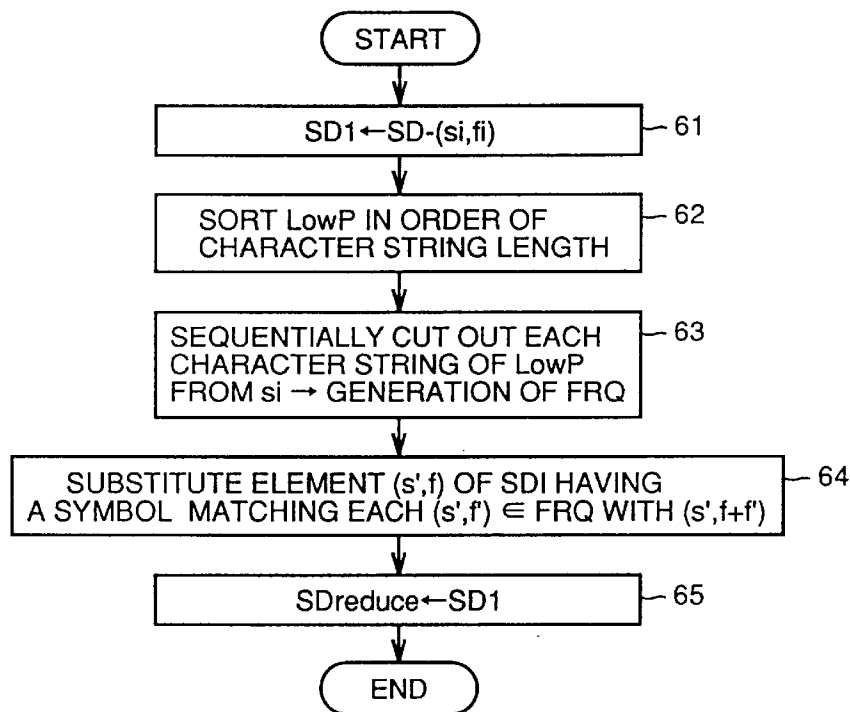 START
SD1←SD-(si,fi)
61
SORT LowP IN ORDER OF
CHARACTER STRING LENGTH
62
SEQUENTIALLY CUT OUT EACH
CHARACTER STRING OF LowP
FROM si → GENERATION OF FRQ
63
SUBSTITUTE ELEMENT (s',f) OF SDI HAVING
A SYMBOL MATCHING EACH (s',f') ∈ FRQ WITH (s',f+f')
64
SDreduce←SD1
65
END